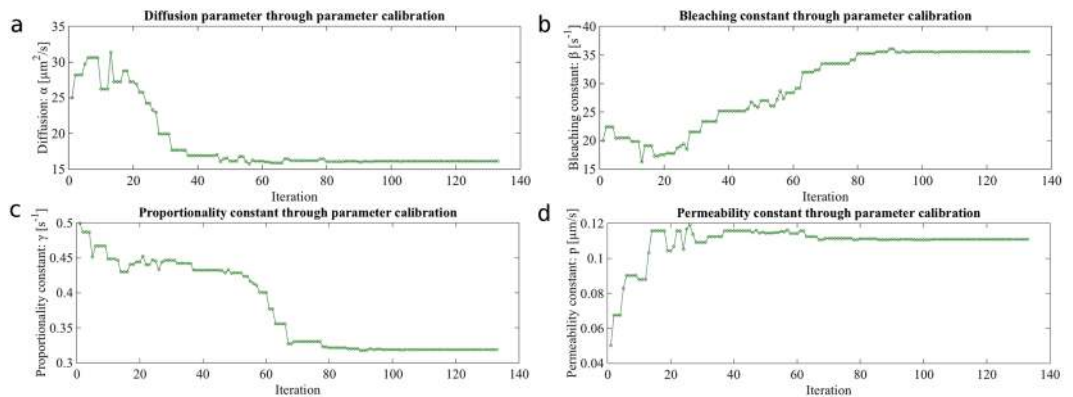 a
Diffusion parameter through parameter calibration
Diffusion: α [μm²/s]
35
30
25
20
15
0 20 40 60 80 100 120 140
Iteration
b
Bleaching constant through parameter calibration
Bleaching constant: β [s⁻¹]
40
35
30
25
20
15
0 20 40 60 80 100 120 140
Iteration
c
Proportionality constant through parameter calibration
Proportionality constant: γ [s⁻¹]
0.5
0.45
0.4
0.35
0.3
0 20 40 60 80 100 120 140
Iteration
d
Permeability constant through parameter calibration
Permeability constant: p [μm/s]
0.12
0.1
0.08
0.06
0.04
0 20 40 60 80 100 120 140
Iteration